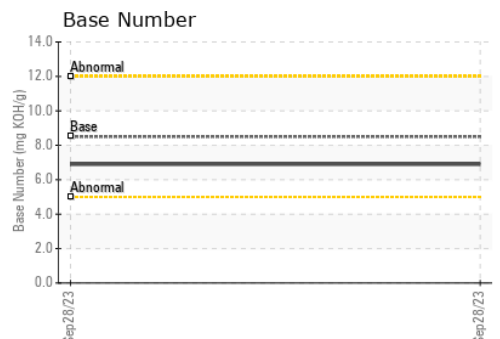 Base Number
Base Number (mg KOH/g)
14.0
12.0
10.0
8.0
6.0
4.0
2.0
0.0
Abnormal
Base
Abnormal
Sep28/23
Sep28/23